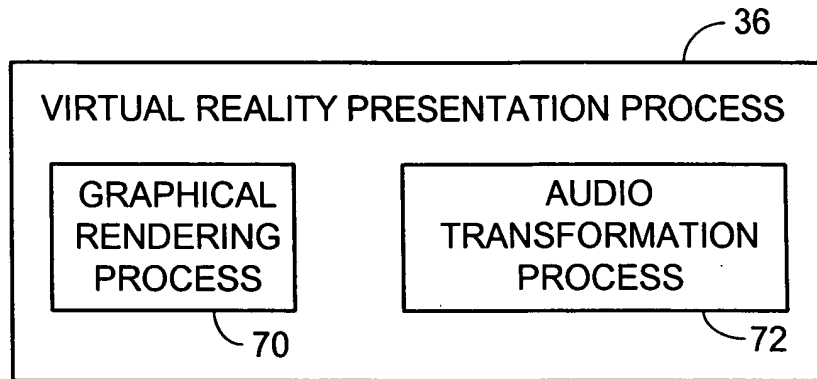 36
VIRTUAL REALITY PRESENTATION PROCESS
GRAPHICAL
RENDERING
PROCESS
70
AUDIO
TRANSFORMATION
PROCESS
72